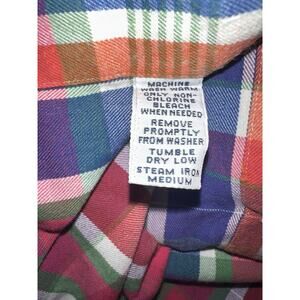 MACHINE
WASH WARM
ONLY NON-
CHLORINE
BLEACH
WHEN NEEDED
REMOVE
PROMPTLY
FROM WASHER
TUMBLE
DRY LOW
STEAM IRON
MEDIUM